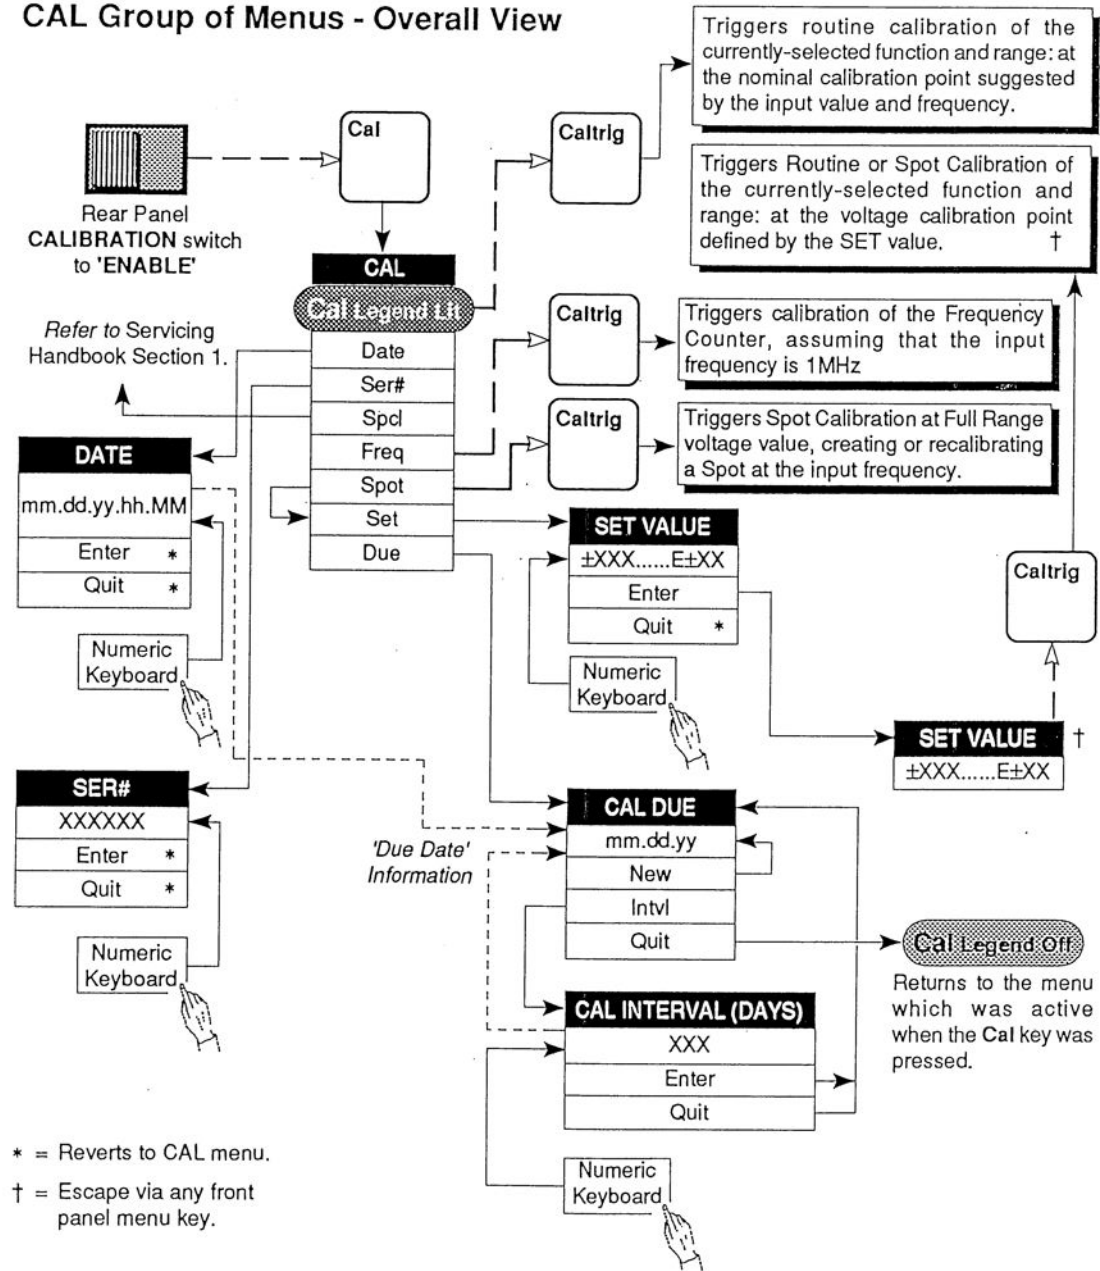 CAL Group of Menus - Overall View
Triggers routine calibration of the
currently-selected function and range: at
the nominal calibration point suggested
by the input value and frequency.
Cal
Caltrig
Triggers Routine or Spot Calibration of
the currently-selected function and
range: at the voltage calibration point
defined by the SET value. †
Rear Panel
CALIBRATION switch
to 'ENABLE'
CAL
Cal Legend Lit
Date
Ser#
Spcl
Freq
Spot
Set
Due
Refer to Servicing
Handbook Section 1.
Caltrig
Triggers calibration of the Frequency
Counter, assuming that the input
frequency is 1MHz
Caltrig
Triggers Spot Calibration at Full Range
voltage value, creating or recalibrating
a Spot at the input frequency.
DATE
mm.dd.yy.hh.MM
Enter *
Quit *
Numeric
Keyboard
SET VALUE
±XXX......E±XX
Enter
Quit *
Numeric
Keyboard
Caltrig
SET VALUE †
±XXX......E±XX
SER#
XXXXXX
Enter *
Quit *
Numeric
Keyboard
'Due Date'
Information
CAL DUE
mm.dd.yy
New
Intvl
Quit
Cal Legend Off
Returns to the menu
which was active
when the Cal key was
pressed.
CAL INTERVAL (DAYS)
XXX
Enter
Quit
Numeric
Keyboard
* = Reverts to CAL menu.
† = Escape via any front
panel menu key.